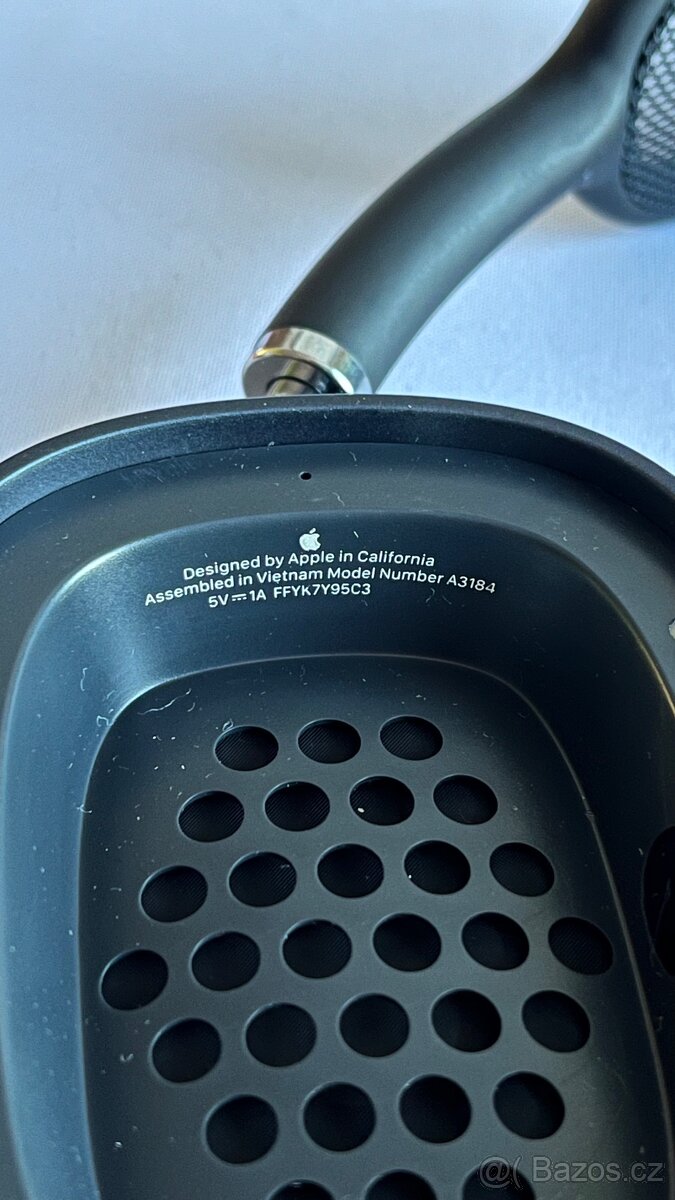 Designed by Apple in California
Assembled in Vietnam Model Number A3184
5V⎓1A FFYK7Y95C3
@( Bazos.cz